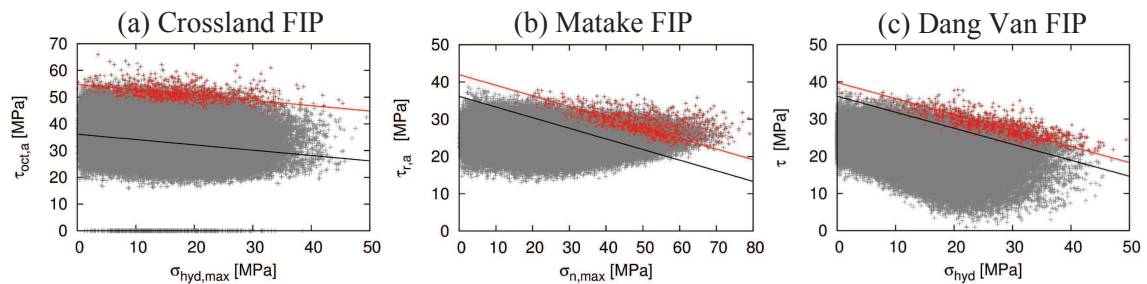 (a) Crossland FIP
(b) Matake FIP
(c) Dang Van FIP
70
60
50
40
30
20
10
0
τoct,a [MPa]
0 10 20 30 40 50
σhyd,max [MPa]
50
40
30
20
10
0
τr,a [MPa]
0 10 20 30 40 50 60 70 80
σn,max [MPa]
50
40
30
20
10
0
τ [MPa]
0 10 20 30 40 50
σhyd [MPa]